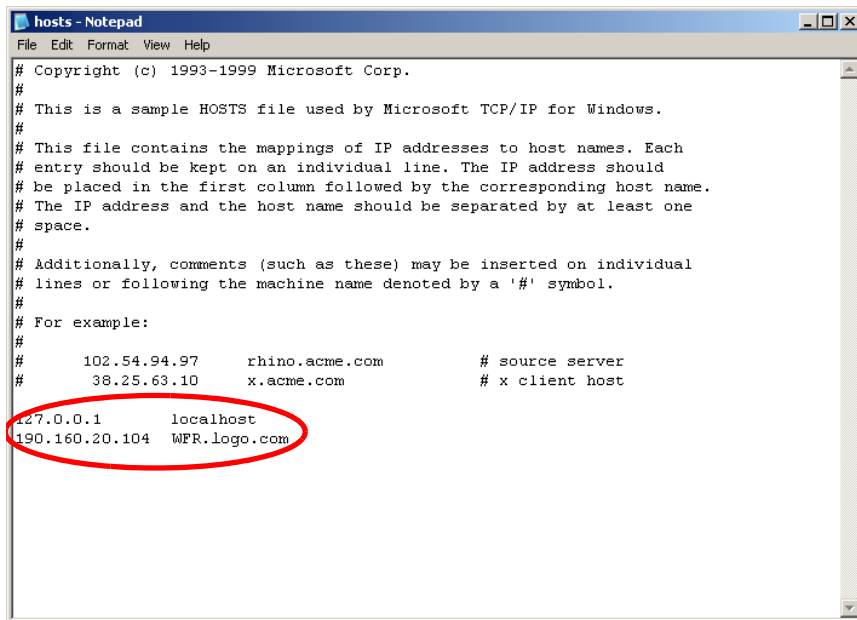 hosts - Notepad
File Edit Format View Help
# Copyright (c) 1993-1999 Microsoft Corp.
#
# This is a sample HOSTS file used by Microsoft TCP/IP for Windows.
#
# This file contains the mappings of IP addresses to host names. Each
# entry should be kept on an individual line. The IP address should
# be placed in the first column followed by the corresponding host name.
# The IP address and the host name should be separated by at least one
# space.
#
# Additionally, comments (such as these) may be inserted on individual
# lines or following the machine name denoted by a '#' symbol.
#
# For example:
#
#      102.54.94.97     rhino.acme.com          # source server
#       38.25.63.10     x.acme.com              # x client host

127.0.0.1       localhost
190.160.20.104  WFR.logo.com